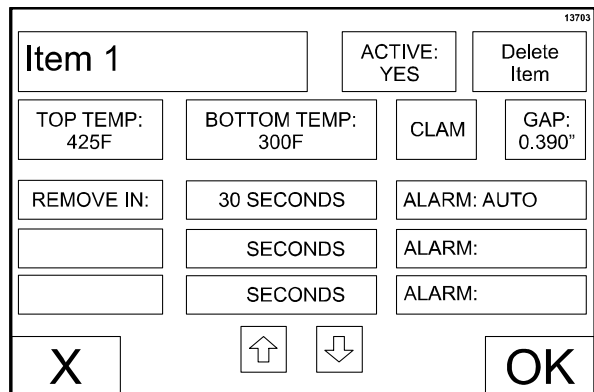 13703
Item 1
ACTIVE:
YES
Delete
Item
TOP TEMP:
425F
BOTTOM TEMP:
300F
CLAM
GAP:
0.390"
REMOVE IN:
30 SECONDS
ALARM: AUTO
SECONDS
ALARM:
SECONDS
ALARM:
X
OK